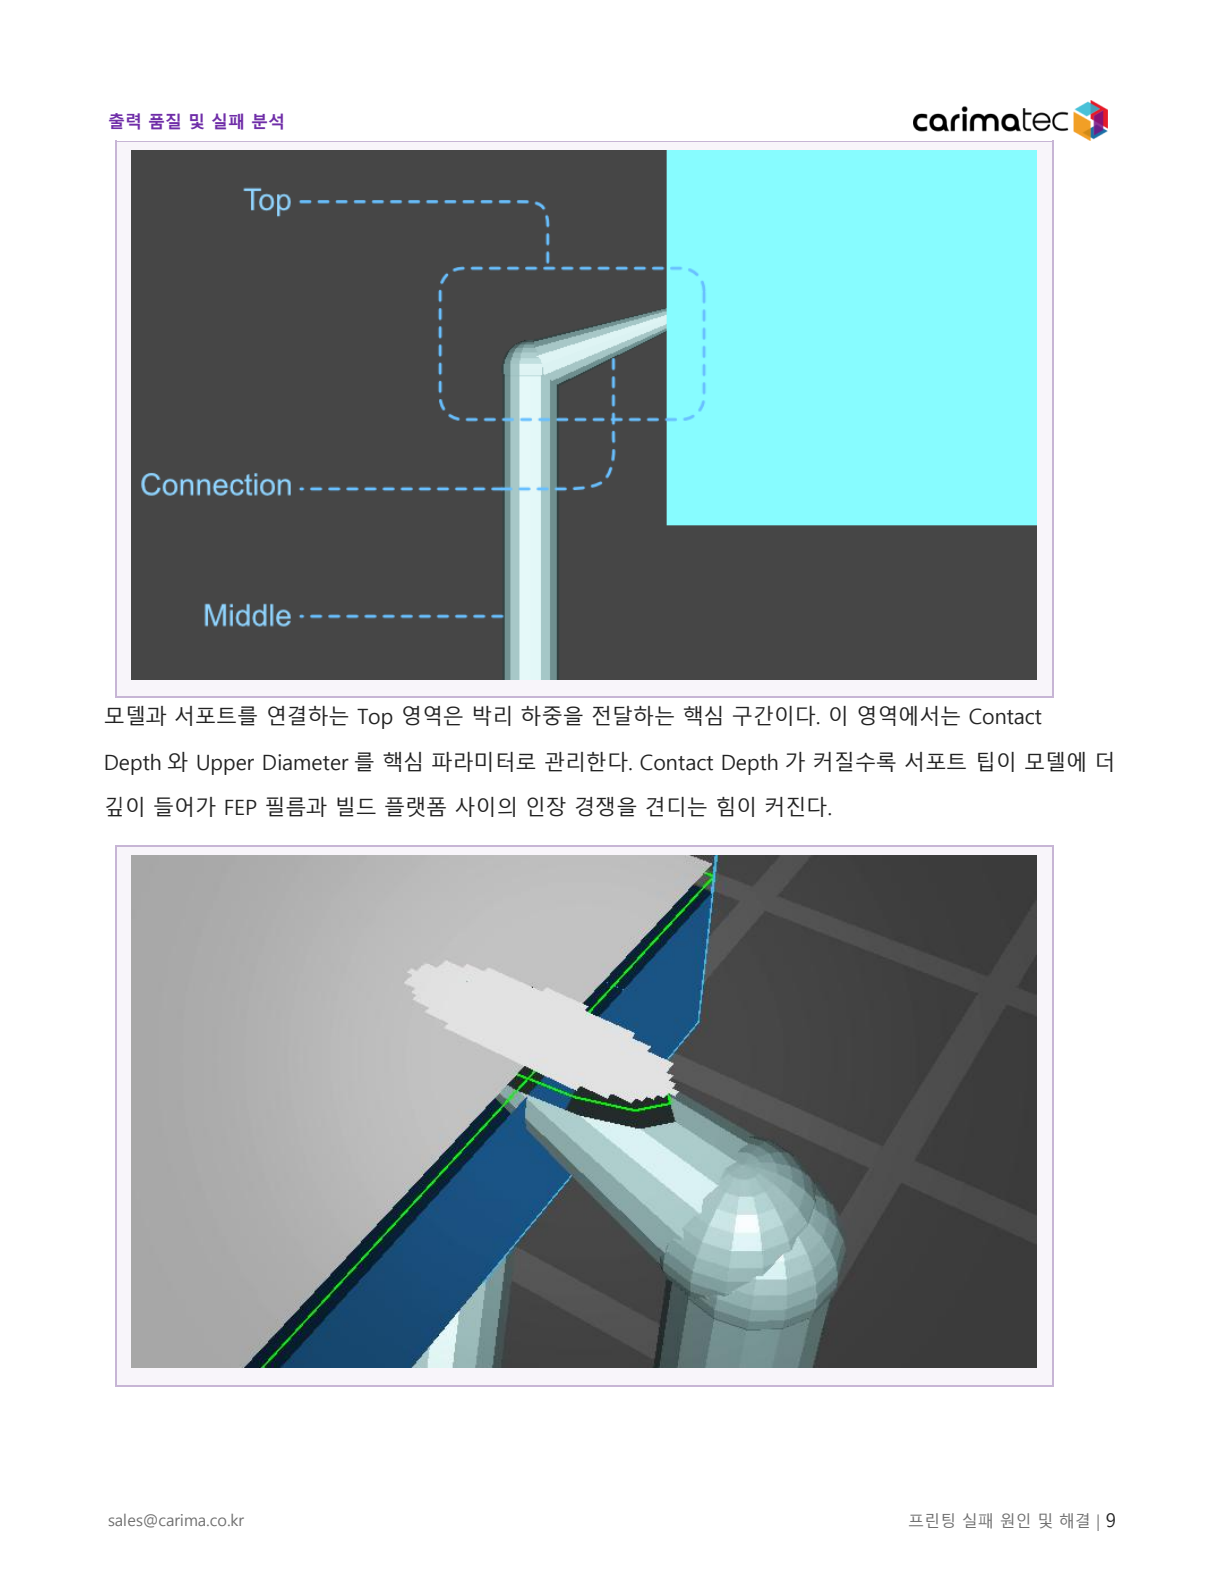 출력 품질 및 실패 분석
carimatec
Top
Connection
Middle
모델과 서포트를 연결하는 Top 영역은 박리 하중을 전달하는 핵심 구간이다. 이 영역에서는 Contact
Depth 와 Upper Diameter 를 핵심 파라미터로 관리한다. Contact Depth 가 커질수록 서포트 팁이 모델에 더
깊이 들어가 FEP 필름과 빌드 플랫폼 사이의 인장 경쟁을 견디는 힘이 커진다.
sales@carima.co.kr
프린팅 실패 원인 및 해결 | 9